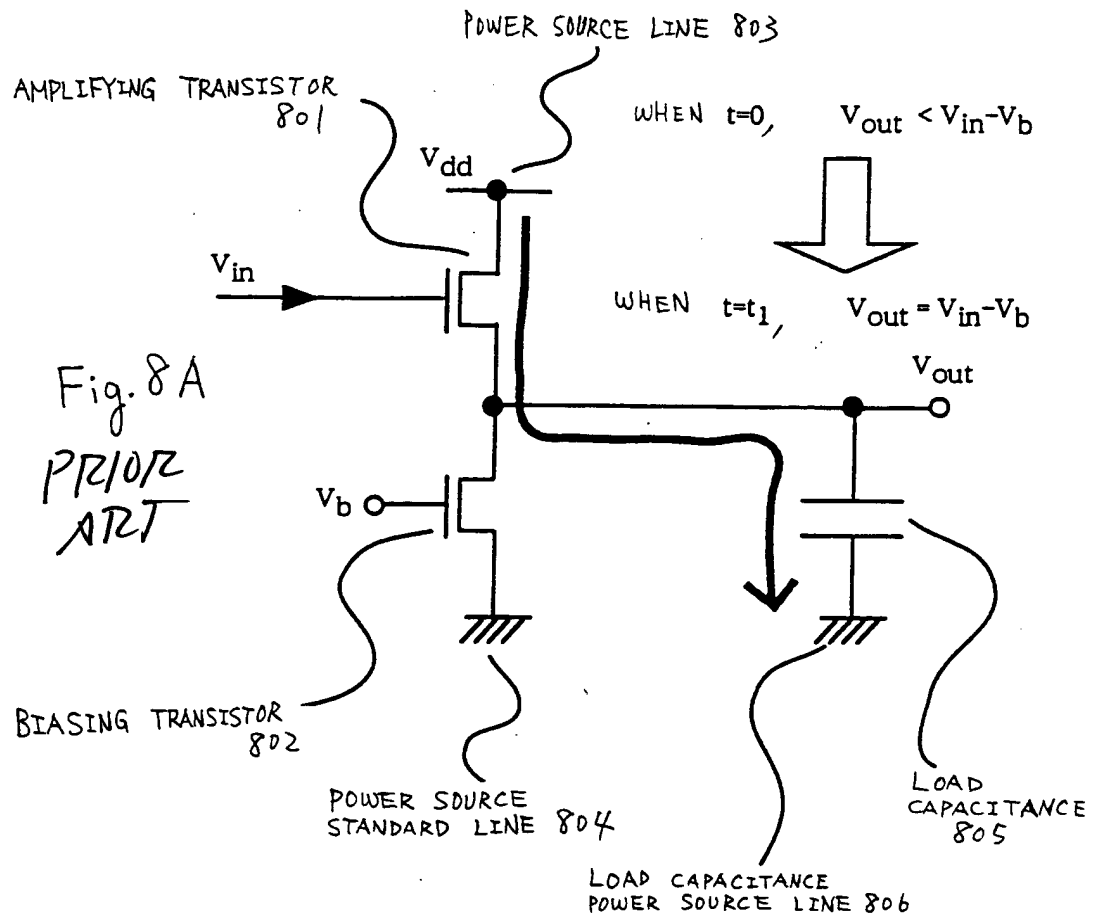 POWER SOURCE LINE 803
AMPLIFYING TRANSISTOR
801
WHEN t=0, Vout < Vin-Vb
Vdd
Vin
WHEN t=t1, Vout = Vin-Vb
Vout
Fig. 8A
PRIOR
ART
Vb
BIASING TRANSISTOR
802
POWER SOURCE
STANDARD LINE 804
LOAD
CAPACITANCE
805
LOAD CAPACITANCE
POWER SOURCE LINE 806